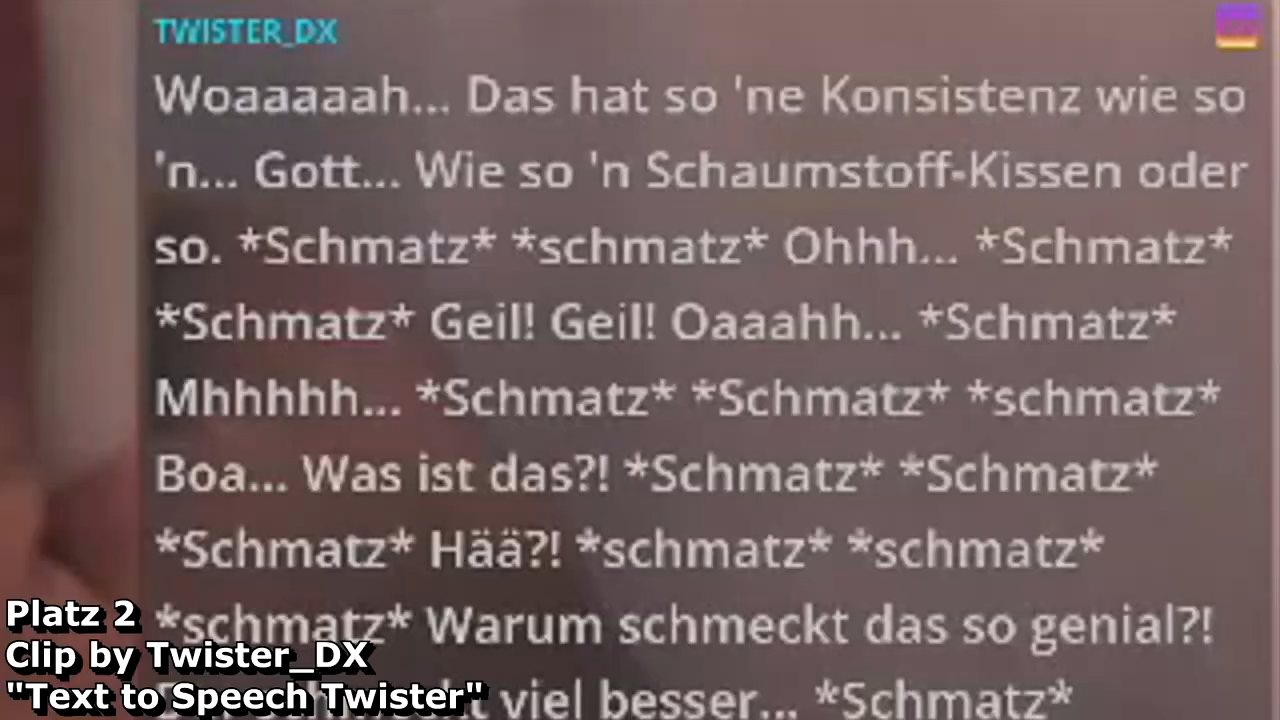 TWISTER_DX
Woaaaaah... Das hat so 'ne Konsistenz wie so
'n... Gott... Wie so 'n Schaumstoff-Kissen oder
so. *Schmatz* *schmatz* Ohhh... *Schmatz*
*Schmatz* Geil! Geil! Oaaahh... *Schmatz*
Mhhhhh... *Schmatz* *Schmatz* *schmatz*
Boa... Was ist das?! *Schmatz* *Schmatz*
*Schmatz* Hää?! *schmatz* *schmatz*
*schmatz* Warum schmeckt das so genial?!
viel besser... *Schmatz*
Platz 2
Clip by Twister_DX
"Text to Speech Twister"